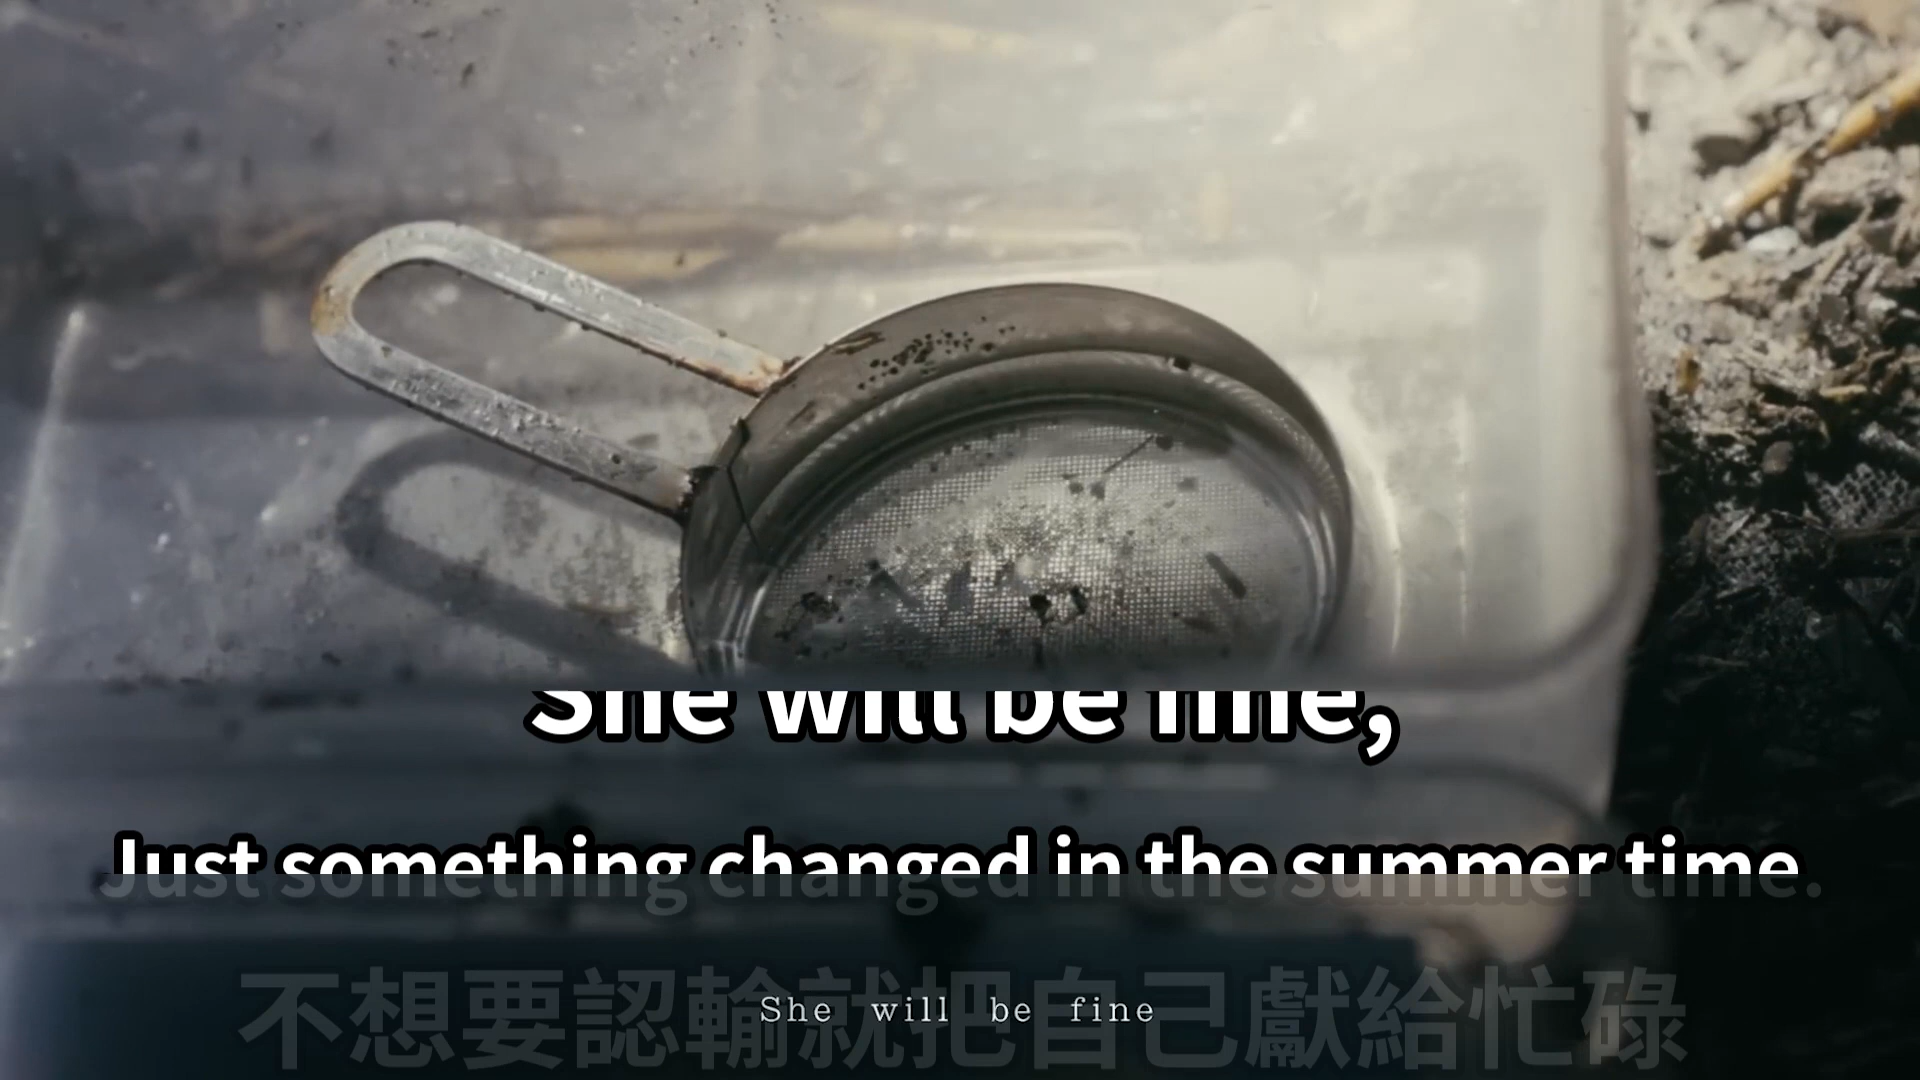 She will be fine,
Just something changed in the summer time.
不想要認輸就把自己獻給忙碌
She will be fine